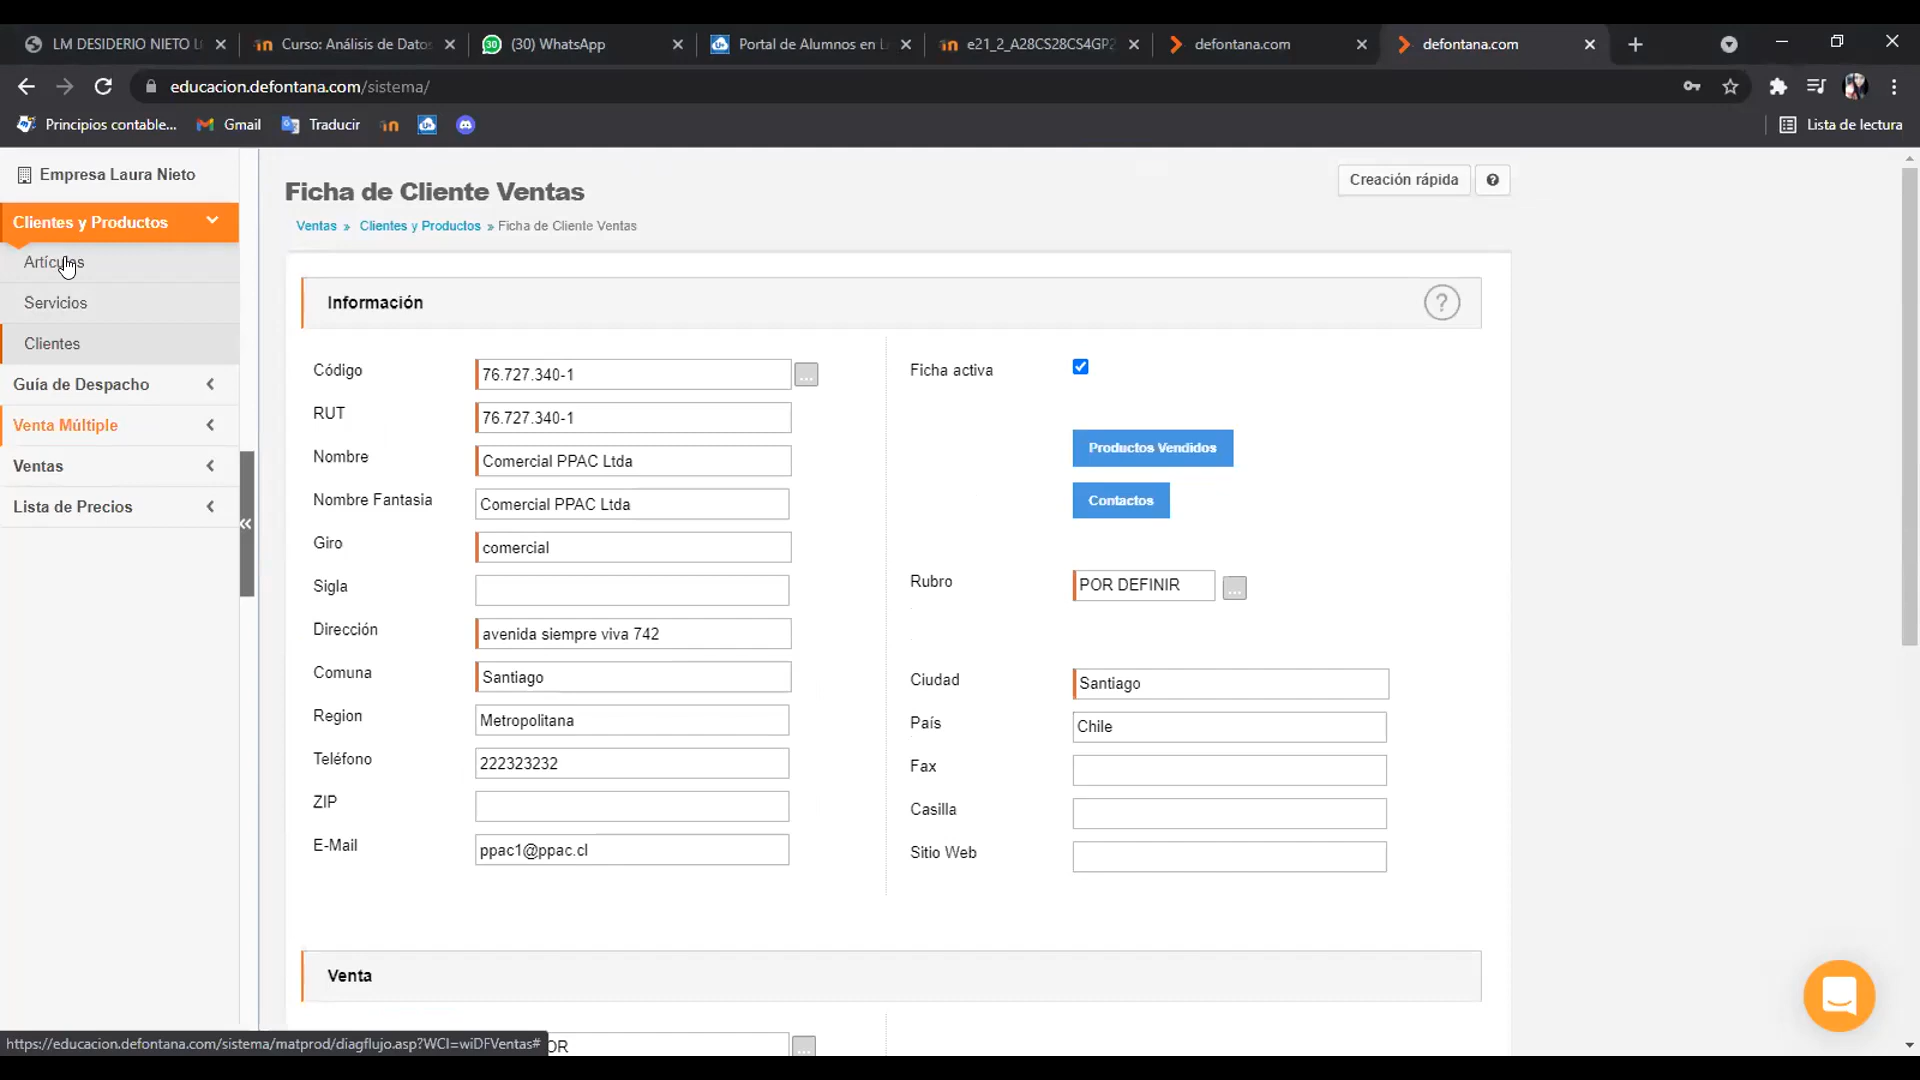 LM DESIDERIO NIETO L
Curso: Análisis de Datos
(30) WhatsApp
Portal de Alumnos en L
e21_2_A28CS28CS4GP2
defontana.com
defontana.com
educacion.defontana.com/sistema/
Principios contable...
Gmail
Traducir
Lista de lectura
Empresa Laura Nieto
Clientes y Productos
Artículos
Servicios
Clientes
Guía de Despacho
Venta Múltiple
Ventas
Lista de Precios
Ficha de Cliente Ventas
Creación rápida
Ventas » Clientes y Productos » Ficha de Cliente Ventas
Información
Código 76.727.340-1 ...
RUT 76.727.340-1
Nombre Comercial PPAC Ltda
Nombre Fantasia Comercial PPAC Ltda
Giro comercial
Sigla
Dirección avenida siempre viva 742
Comuna Santiago
Region Metropolitana
Teléfono 222323232
ZIP
E-Mail ppac1@ppac.cl
Ficha activa
Productos Vendidos
Contactos
Rubro POR DEFINIR ...
Ciudad Santiago
País Chile
Fax
Casilla
Sitio Web
Venta
OR ...
https://educacion.defontana.com/sistema/matprod/diagflujo.asp?WCI=wiDFVentas#